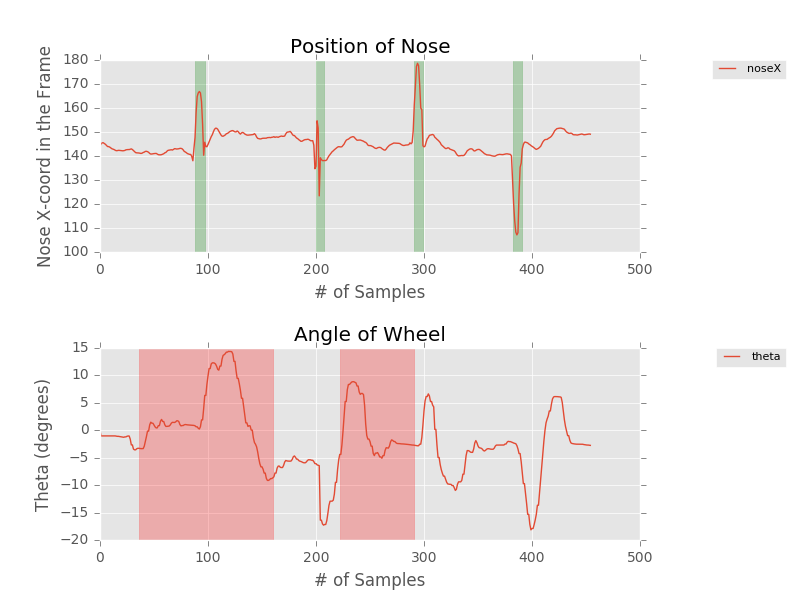 Position of Nose
180
170
160
150
140
130
120
110
100
Nose X-coord in the Frame
0 100 200 300 400 500
# of Samples
noseX
Angle of Wheel
15
10
5
0
−5
−10
−15
−20
Theta (degrees)
0 100 200 300 400 500
# of Samples
theta